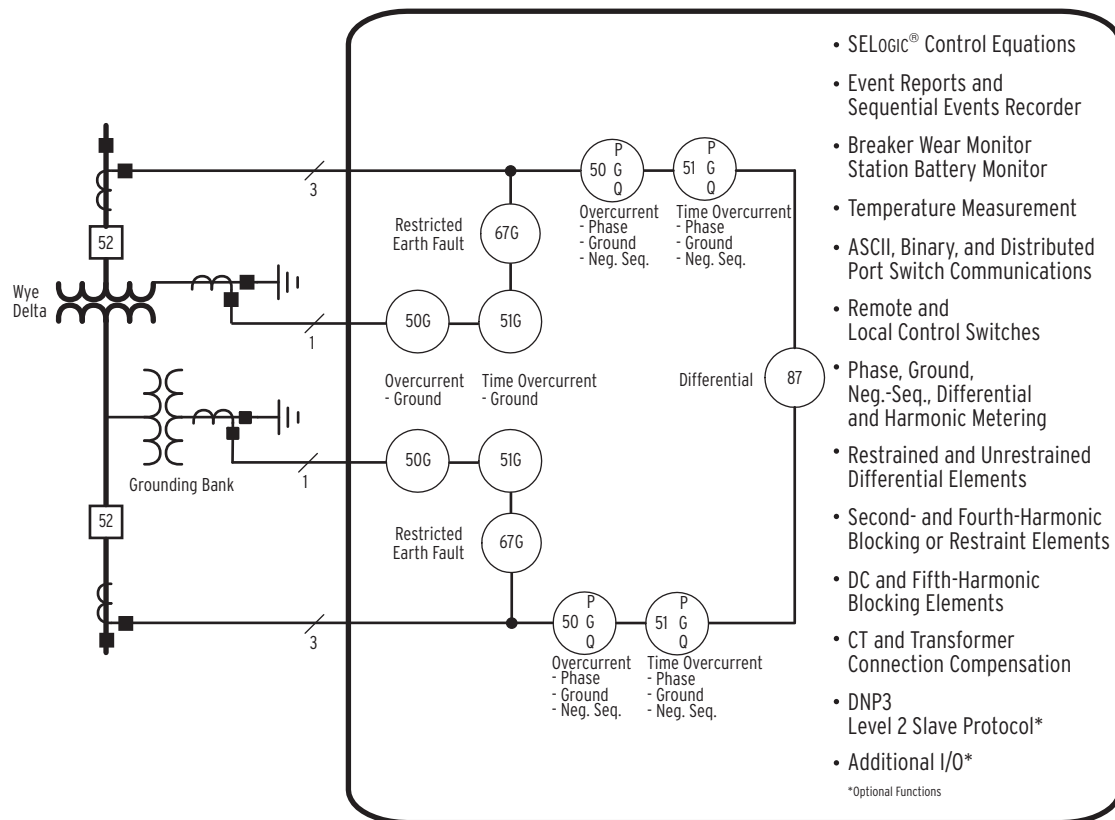 Wye
Delta
52
3
1
Grounding Bank
1
52
3
Restricted
Earth Fault
67G
50G
51G
Overcurrent
- Ground
Time Overcurrent
- Ground
50G
51G
Restricted
Earth Fault
67G
50 P G Q
51 P G Q
Overcurrent
- Phase
- Ground
- Neg. Seq.
Time Overcurrent
- Phase
- Ground
- Neg. Seq.
Differential
87
50 P G Q
51 P G Q
Overcurrent
- Phase
- Ground
- Neg. Seq.
Time Overcurrent
- Phase
- Ground
- Neg. Seq.
• SELOGIC® Control Equations
• Event Reports and
Sequential Events Recorder
• Breaker Wear Monitor
Station Battery Monitor
• Temperature Measurement
• ASCII, Binary, and Distributed
Port Switch Communications
• Remote and
Local Control Switches
• Phase, Ground,
Neg.-Seq., Differential
and Harmonic Metering
• Restrained and Unrestrained
Differential Elements
• Second- and Fourth-Harmonic
Blocking or Restraint Elements
• DC and Fifth-Harmonic
Blocking Elements
• CT and Transformer
Connection Compensation
• DNP3
Level 2 Slave Protocol*
• Additional I/O*
*Optional Functions